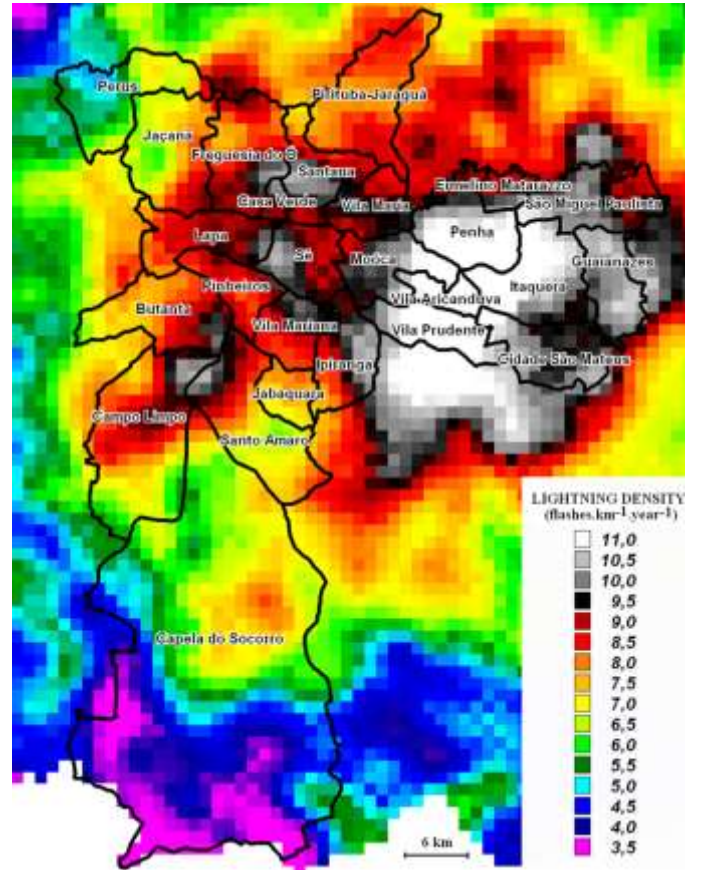 Perus
Pirituba-Jaraguá
Jaçana
Freguesia do Ó
Santana
Ermelino Matarazzo
Casa Verde
Vila Maria
São Miguel Paulista
Lapa
Penha
Sé
Moóca
Guaianazes
Pinheiros
Itaquera
Butanta
Vila Aricanduva
Vila Mariana
Vila Prudente
Ipiranga
Cidade São Mateus
Jabaquara
Campo Limpo
Santo Amaro
Capela do Socorro
LIGHTNING DENSITY
(flashes.km-1.year-1)
11,0
10,5
10,0
9,5
9,0
8,5
8,0
7,5
7,0
6,5
6,0
5,5
5,0
4,5
4,0
3,5
6 km